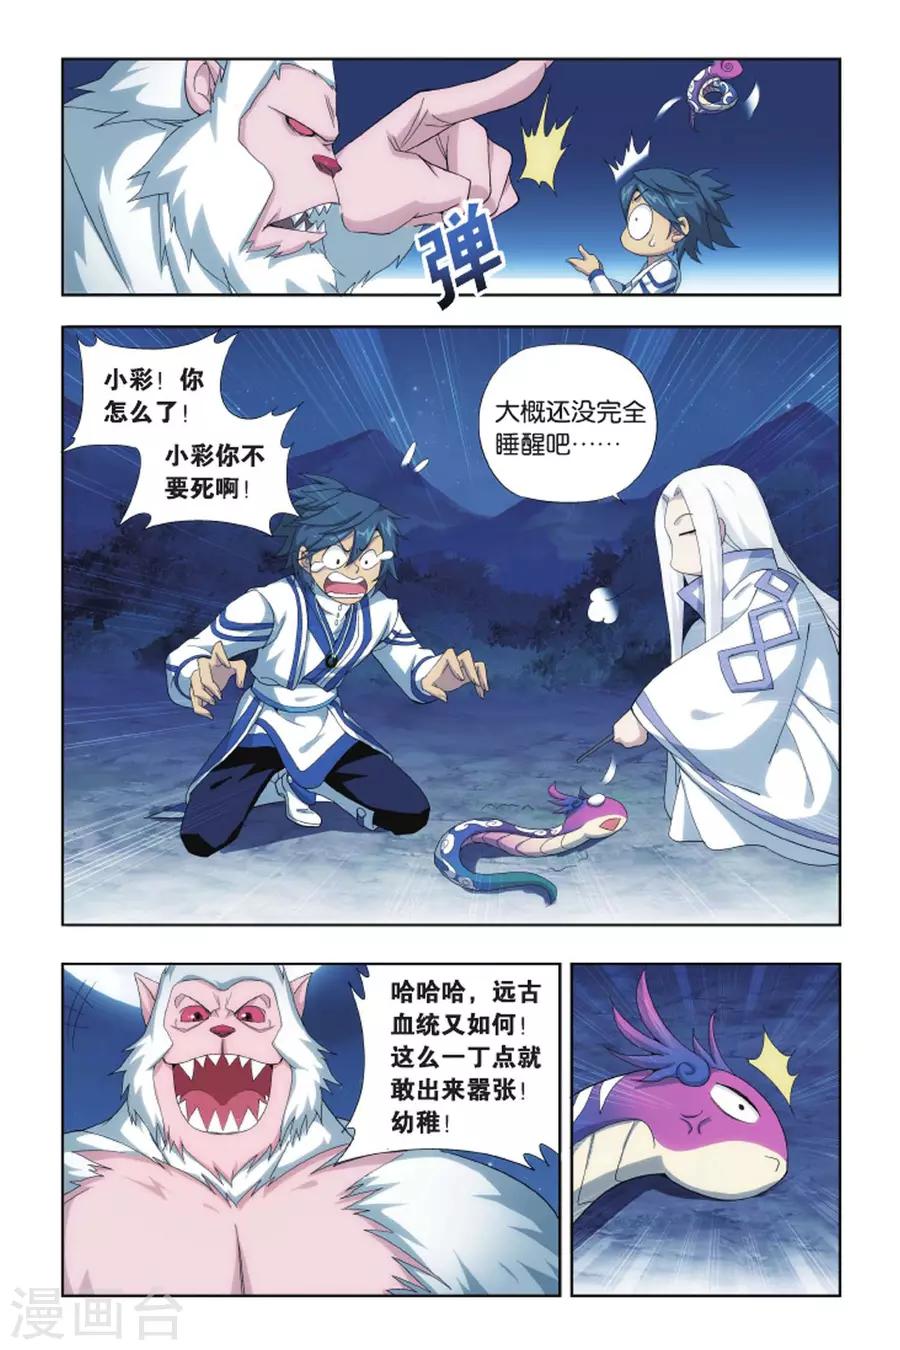 弹
小彩！你
怎么了！
小彩你不
要死啊！
大概还没完全
睡醒吧……
哈哈哈，远古
血统又如何！
这么一丁点就
敢出来嚣张！
幼稚！
漫画台